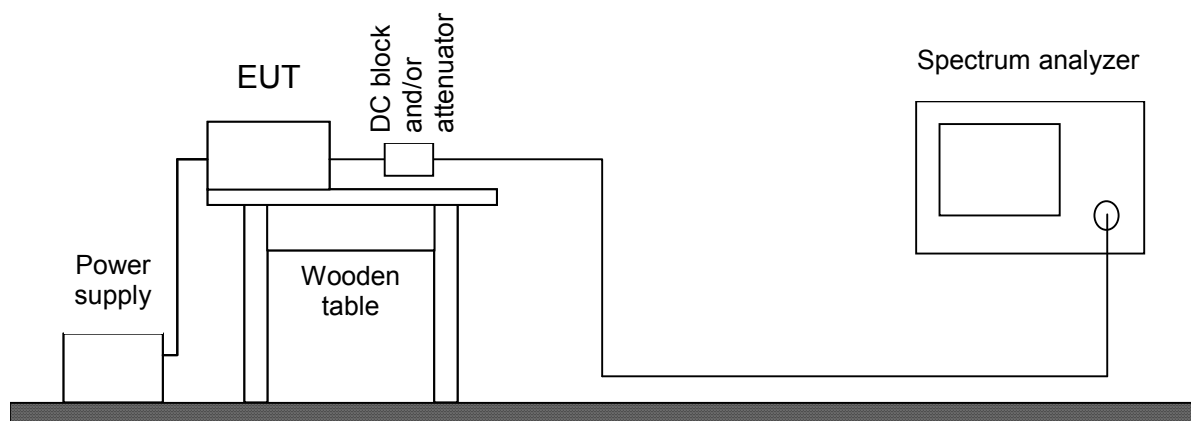 EUT
DC block
and/or
attenuator
Spectrum analyzer
Power
supply
Wooden
table